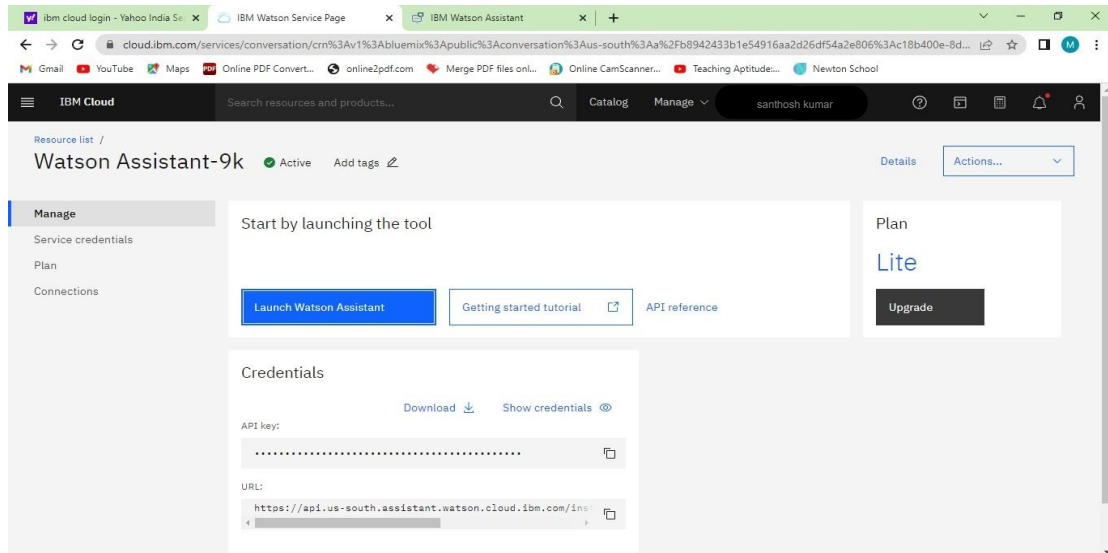 ibm cloud login - Yahoo India Se
IBM Watson Service Page
IBM Watson Assistant
cloud.ibm.com/services/conversation/crn%3Av1%3Abluemix%3Apublic%3Aconversation%3Aus-south%3Aa%2Fb8942433b1e54916aa2d26df54a2e806%3Ac18b400e-8d...
M
Gmail YouTube Maps Online PDF Convert... online2pdf.com Merge PDF files onl... Online CamScanner... Teaching Aptitude:... Newton School
IBM Cloud Search resources and products... Catalog Manage santhosh kumar
Resource list /
Watson Assistant-9k Active Add tags Details Actions...
Manage
Service credentials
Plan
Connections
Start by launching the tool
Launch Watson Assistant Getting started tutorial API reference
Plan
Lite
Upgrade
Credentials
Download Show credentials
API key:
URL:
https://api.us-south.assistant.watson.cloud.ibm.com/ins